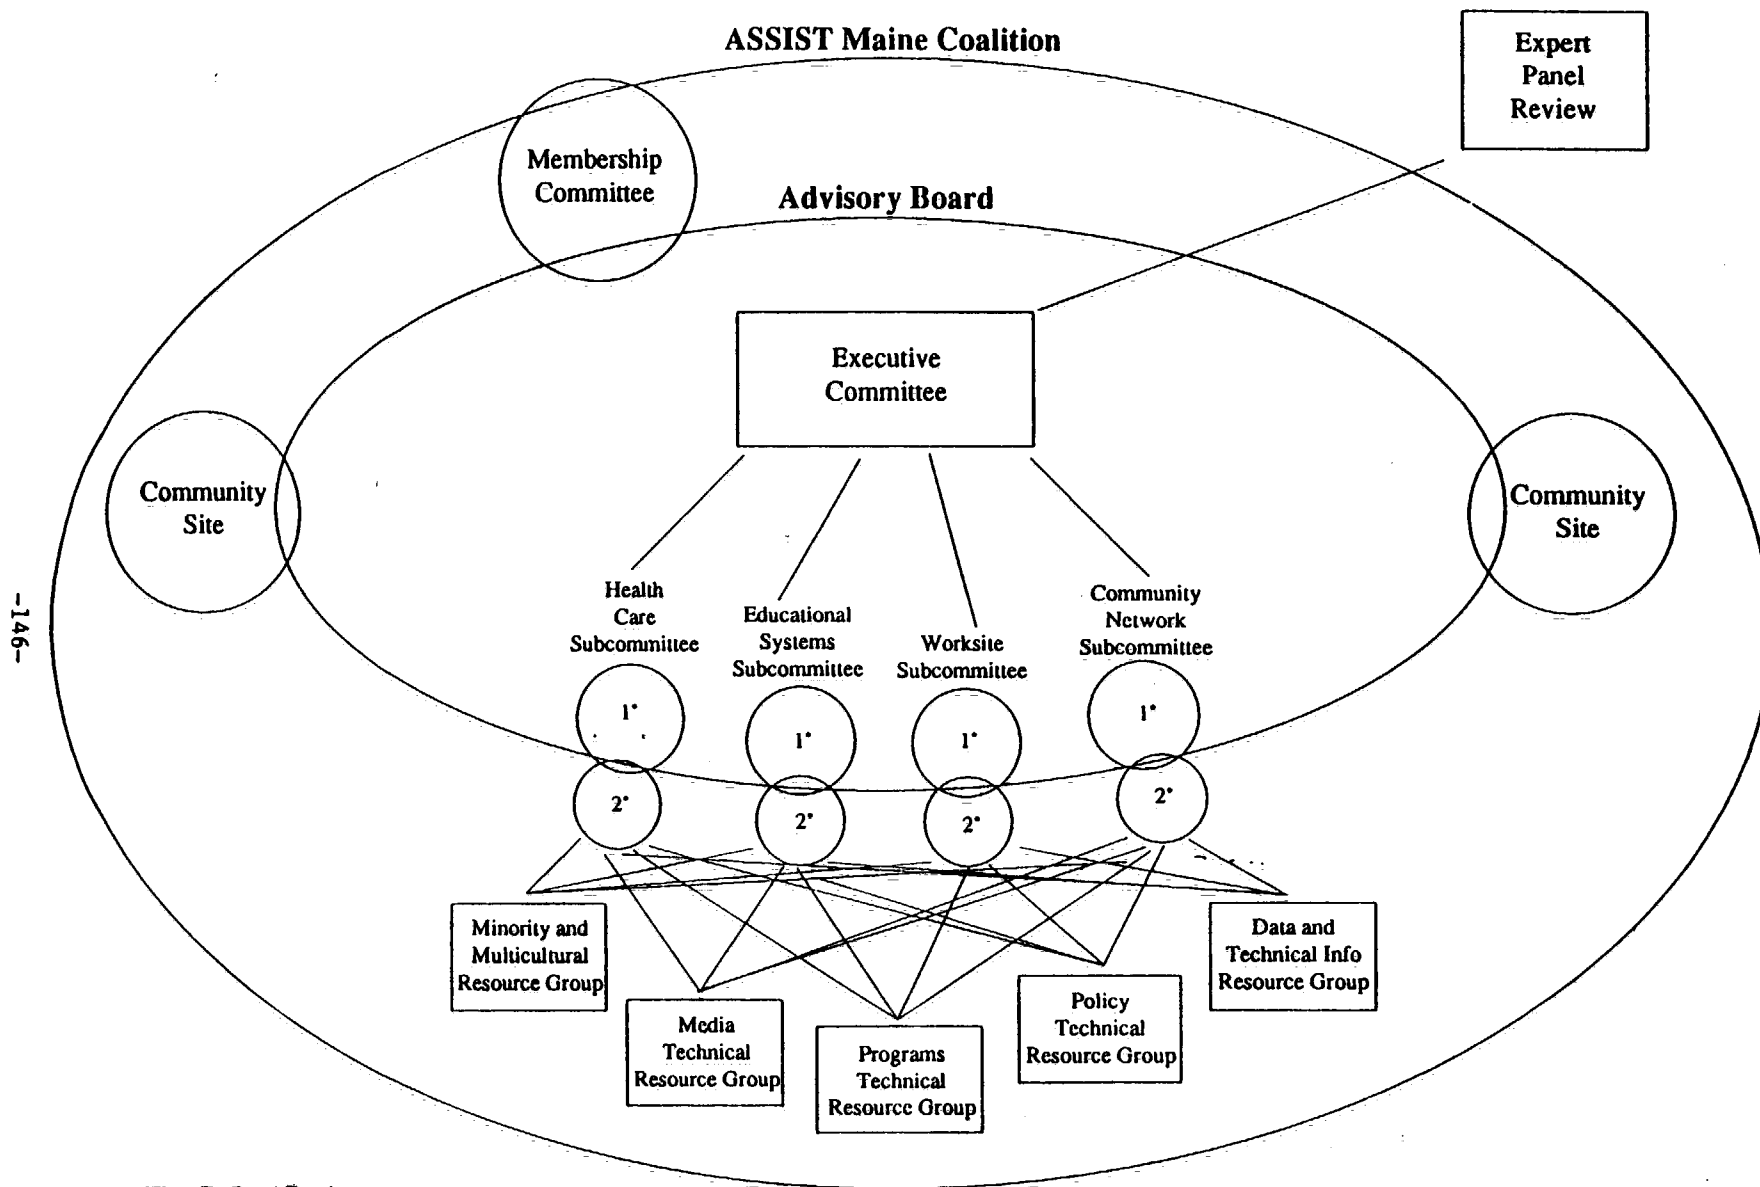 ASSIST Maine Coalition
Expert
Panel
Review
Membership
Committee
Advisory Board
Executive
Committee
Community
Site
Community
Site
-146-
Health
Care
Subcommittee
Educational
Systems
Subcommittee
Worksite
Subcommittee
Community
Network
Subcommittee
1°
1°
1°
1°
2°
2°
2°
2°
Minority and
Multicultural
Resource Group
Media
Technical
Resource Group
Programs
Technical
Resource Group
Policy
Technical
Resource Group
Data and
Technical Info
Resource Group